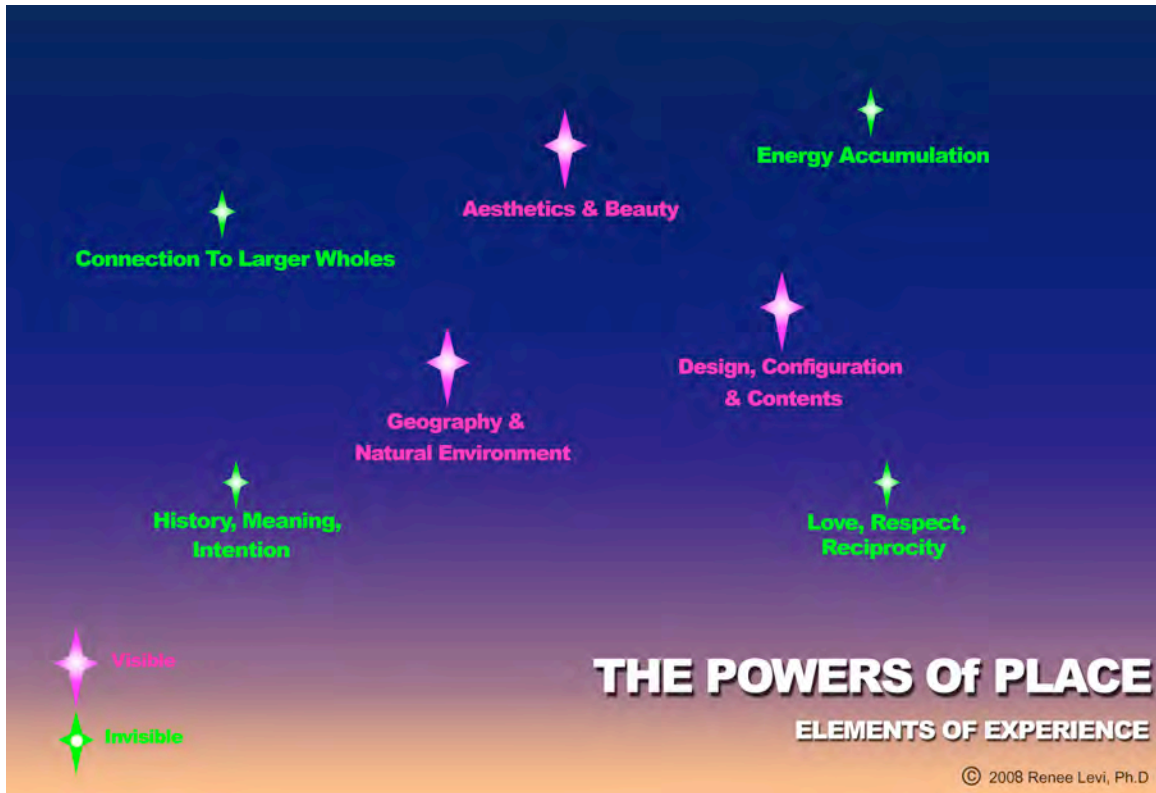 Energy Accumulation
Aesthetics & Beauty
Connection To Larger Wholes
Design, Configuration
& Contents
Geography &
Natural Environment
History, Meaning,
Intention
Love, Respect,
Reciprocity
Visible
Invisible
THE POWERS Of PLACE
ELEMENTS OF EXPERIENCE
© 2008 Renee Levi, Ph.D